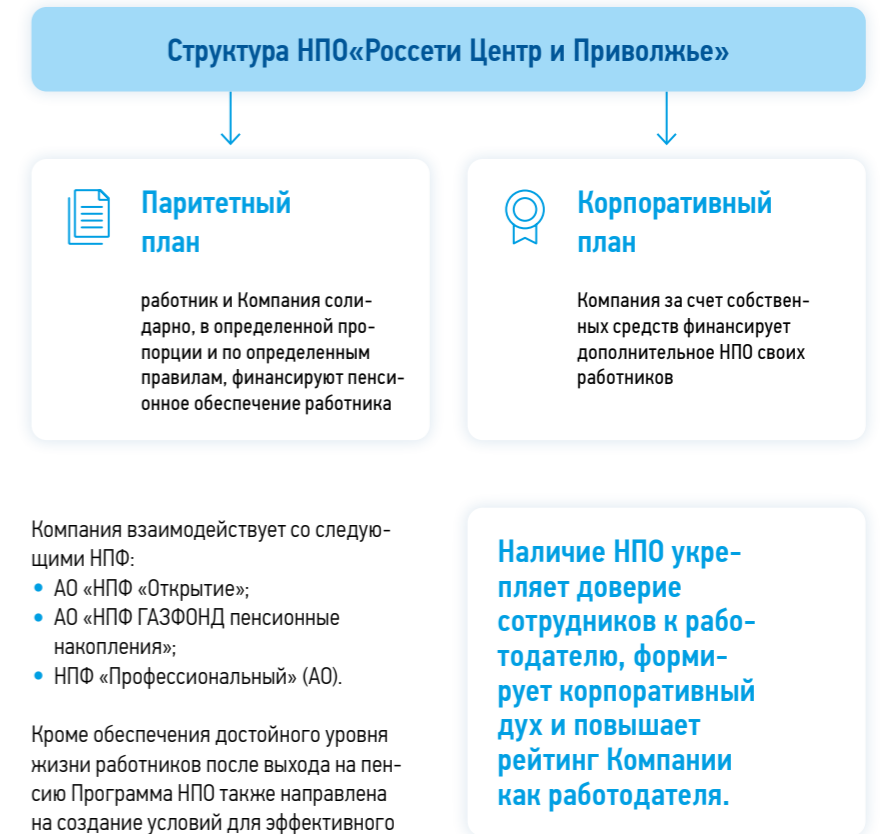 Структура НПО«Россети Центр и Приволжье»
Паритетный
план
работник и Компания соли-
дарно, в определенной про-
порции и по определенным
правилам, финансируют пенси-
онное обеспечение работника
Корпоративный
план
Компания за счет собствен-
ных средств финансирует
дополнительное НПО своих
работников
Компания взаимодействует со следую-
щими НПФ:
• АО «НПФ «Открытие»;
• АО «НПФ ГАЗФОНД пенсионные
накопления»;
• НПФ «Профессиональный» (АО).
Кроме обеспечения достойного уровня
жизни работников после выхода на пен-
сию Программа НПО также направлена
на создание условий для эффективного
Наличие НПО укре-
пляет доверие
сотрудников к рабо-
тодателю, форми-
рует корпоративный
дух и повышает
рейтинг Компании
как работодателя.